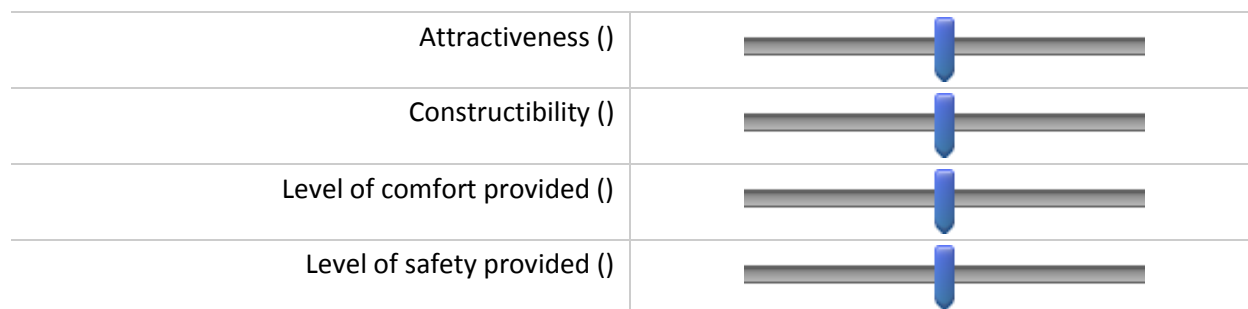 Attractiveness ()
Constructibility ()
Level of comfort provided ()
Level of safety provided ()